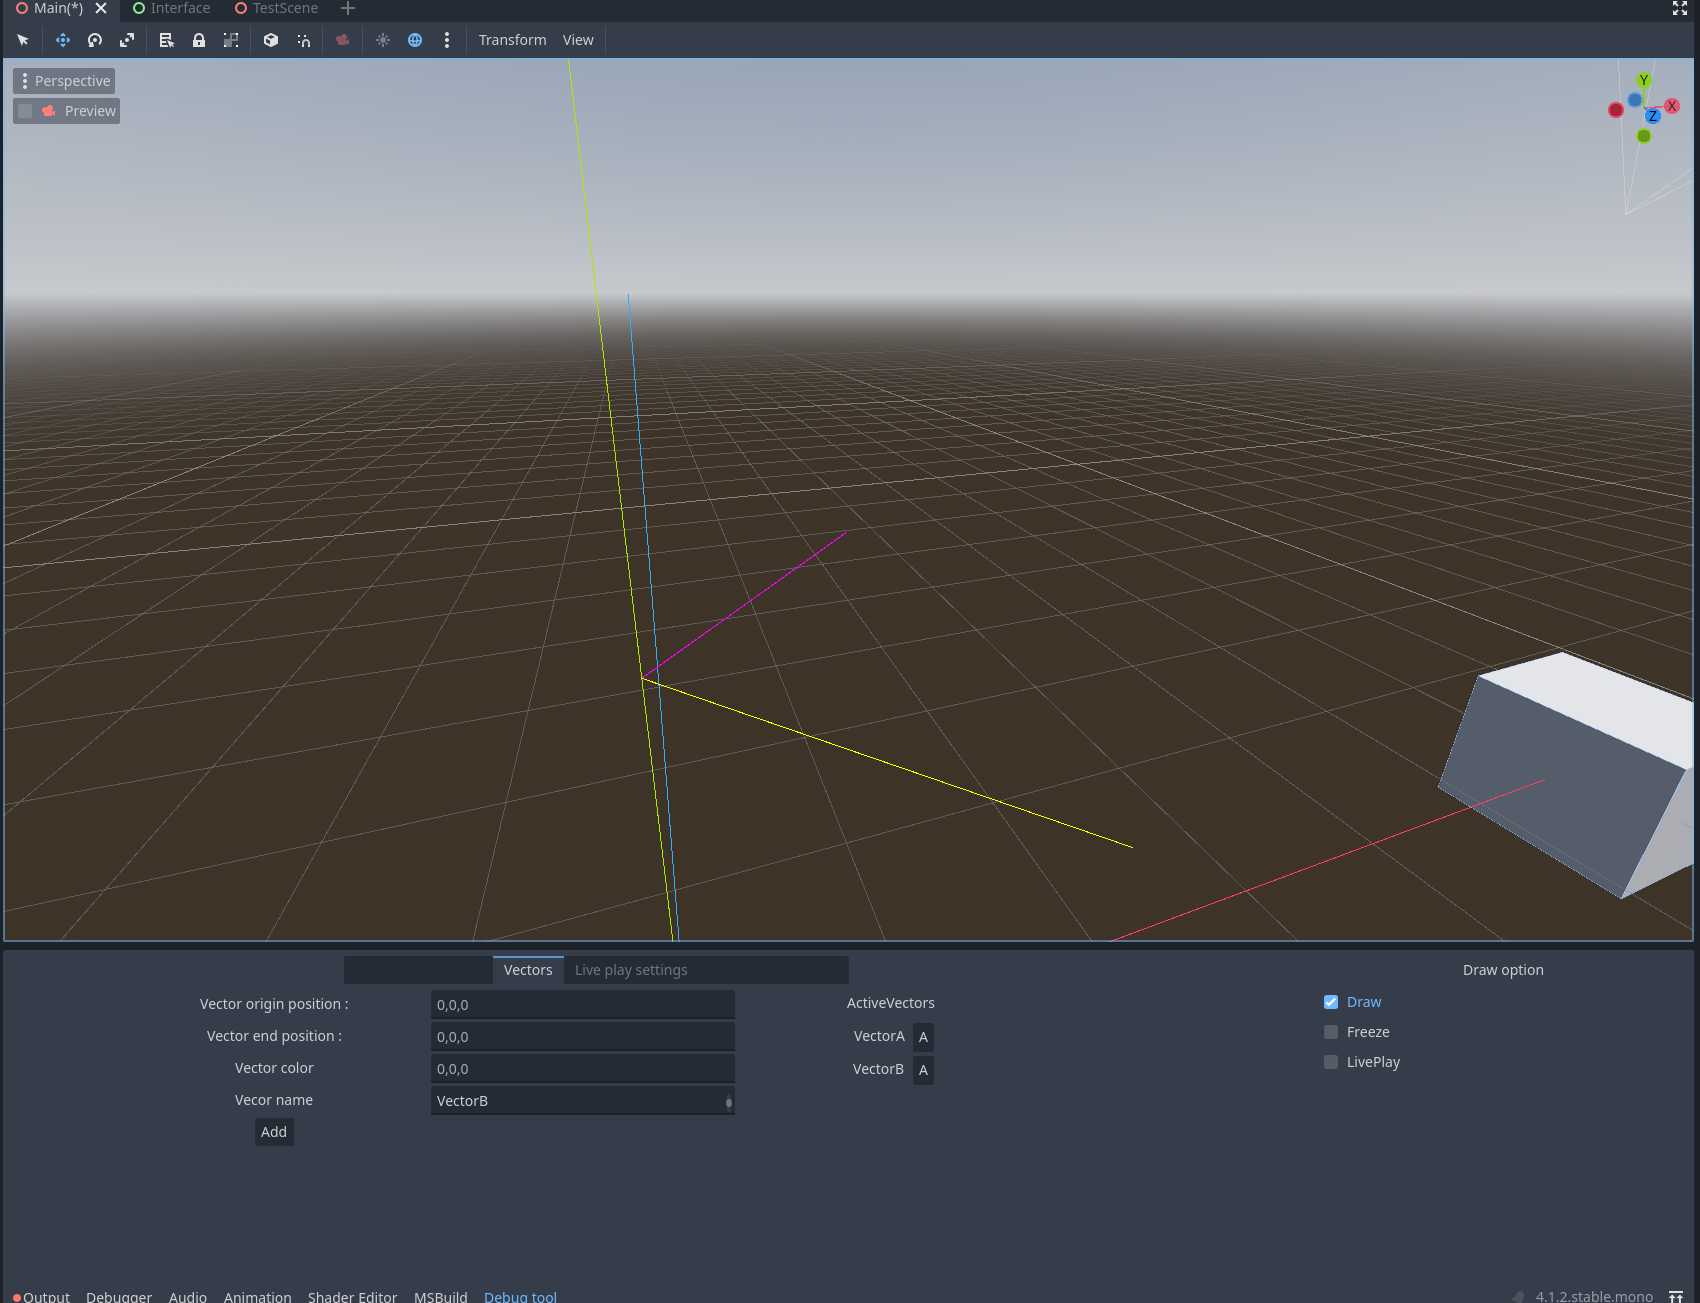 Main(*) Interface TestScene
Transform View
Perspective
Preview
Y
X
Z
Vectors Live play settings
Draw option
Vector origin position : 0,0,0
Vector end position : 0,0,0
Vector color 0,0,0
Vecor name VectorB
Add
ActiveVectors
VectorA A
VectorB A
Draw
Freeze
LivePlay
Output Debugger Audio Animation Shader Editor MSBuild Debug tool 4.1.2.stable.mono